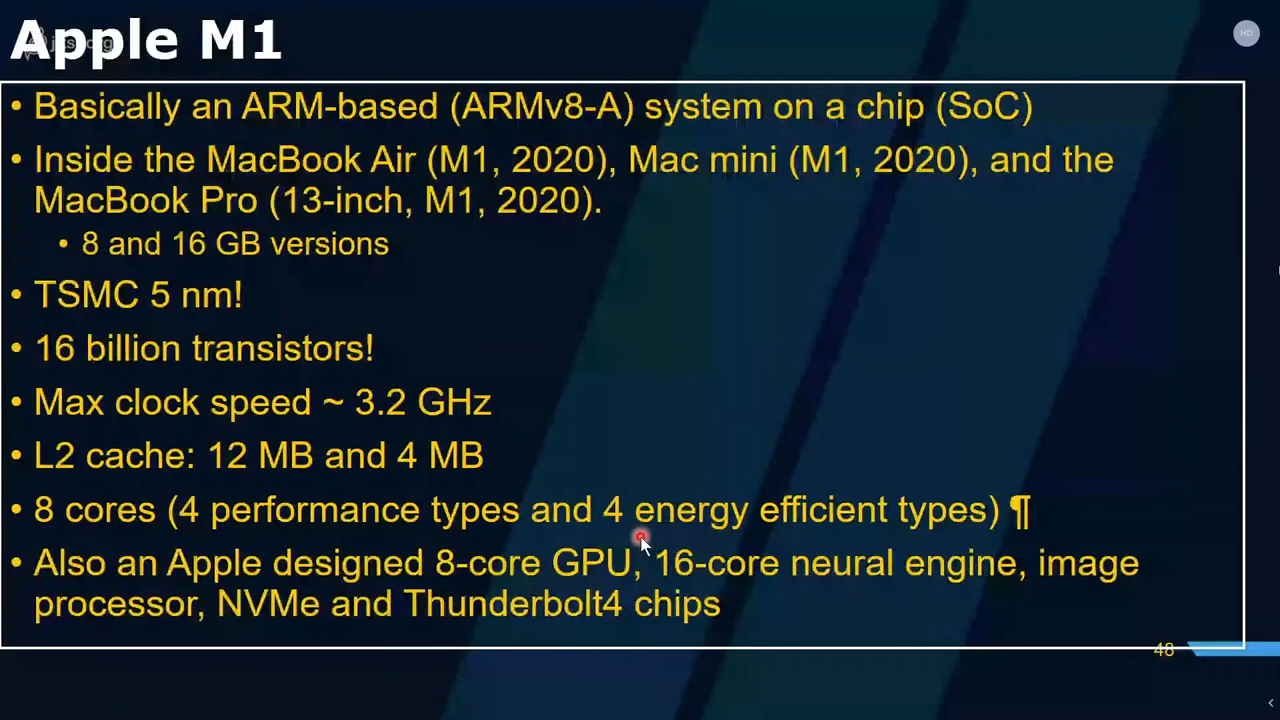 Apple M1
• Basically an ARM-based (ARMv8-A) system on a chip (SoC)
• Inside the MacBook Air (M1, 2020), Mac mini (M1, 2020), and the
MacBook Pro (13-inch, M1, 2020).
• 8 and 16 GB versions
• TSMC 5 nm!
• 16 billion transistors!
• Max clock speed ~ 3.2 GHz
• L2 cache: 12 MB and 4 MB
• 8 cores (4 performance types and 4 energy efficient types) ¶
• Also an Apple designed 8-core GPU, 16-core neural engine, image
processor, NVMe and Thunderbolt4 chips
48
HD